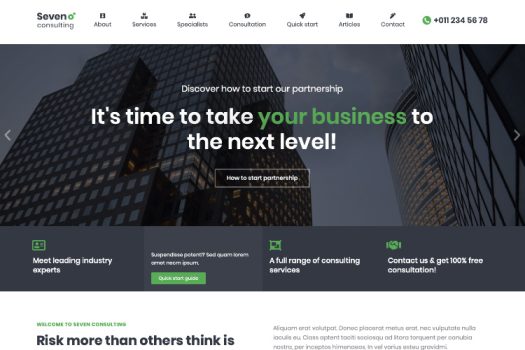 Seven
consulting
About
Services
Specialists
Consultation
Quick start
Articles
Contact
+011 234 56 78
Discover how to start our partnership
It's time to take your business to
the next level!
How to start partnership
Meet leading industry
experts
Suspendisse potenti? Sed quam lorem
amet necm ipsum.
Quick start guide
A full range of consulting
services
Contact us & get 100% free
consultation!
WELCOME TO SEVEN CONSULTING
Risk more than others think is
Aliquam erat volutpat. Donec placerat metus erat, nec vulputate nulla
iaculis eu. Class aptent taciti sociosqu ad litora torquent per conubia
nostra, per inceptos himenaeos. In vel varius esteu gravidmi.